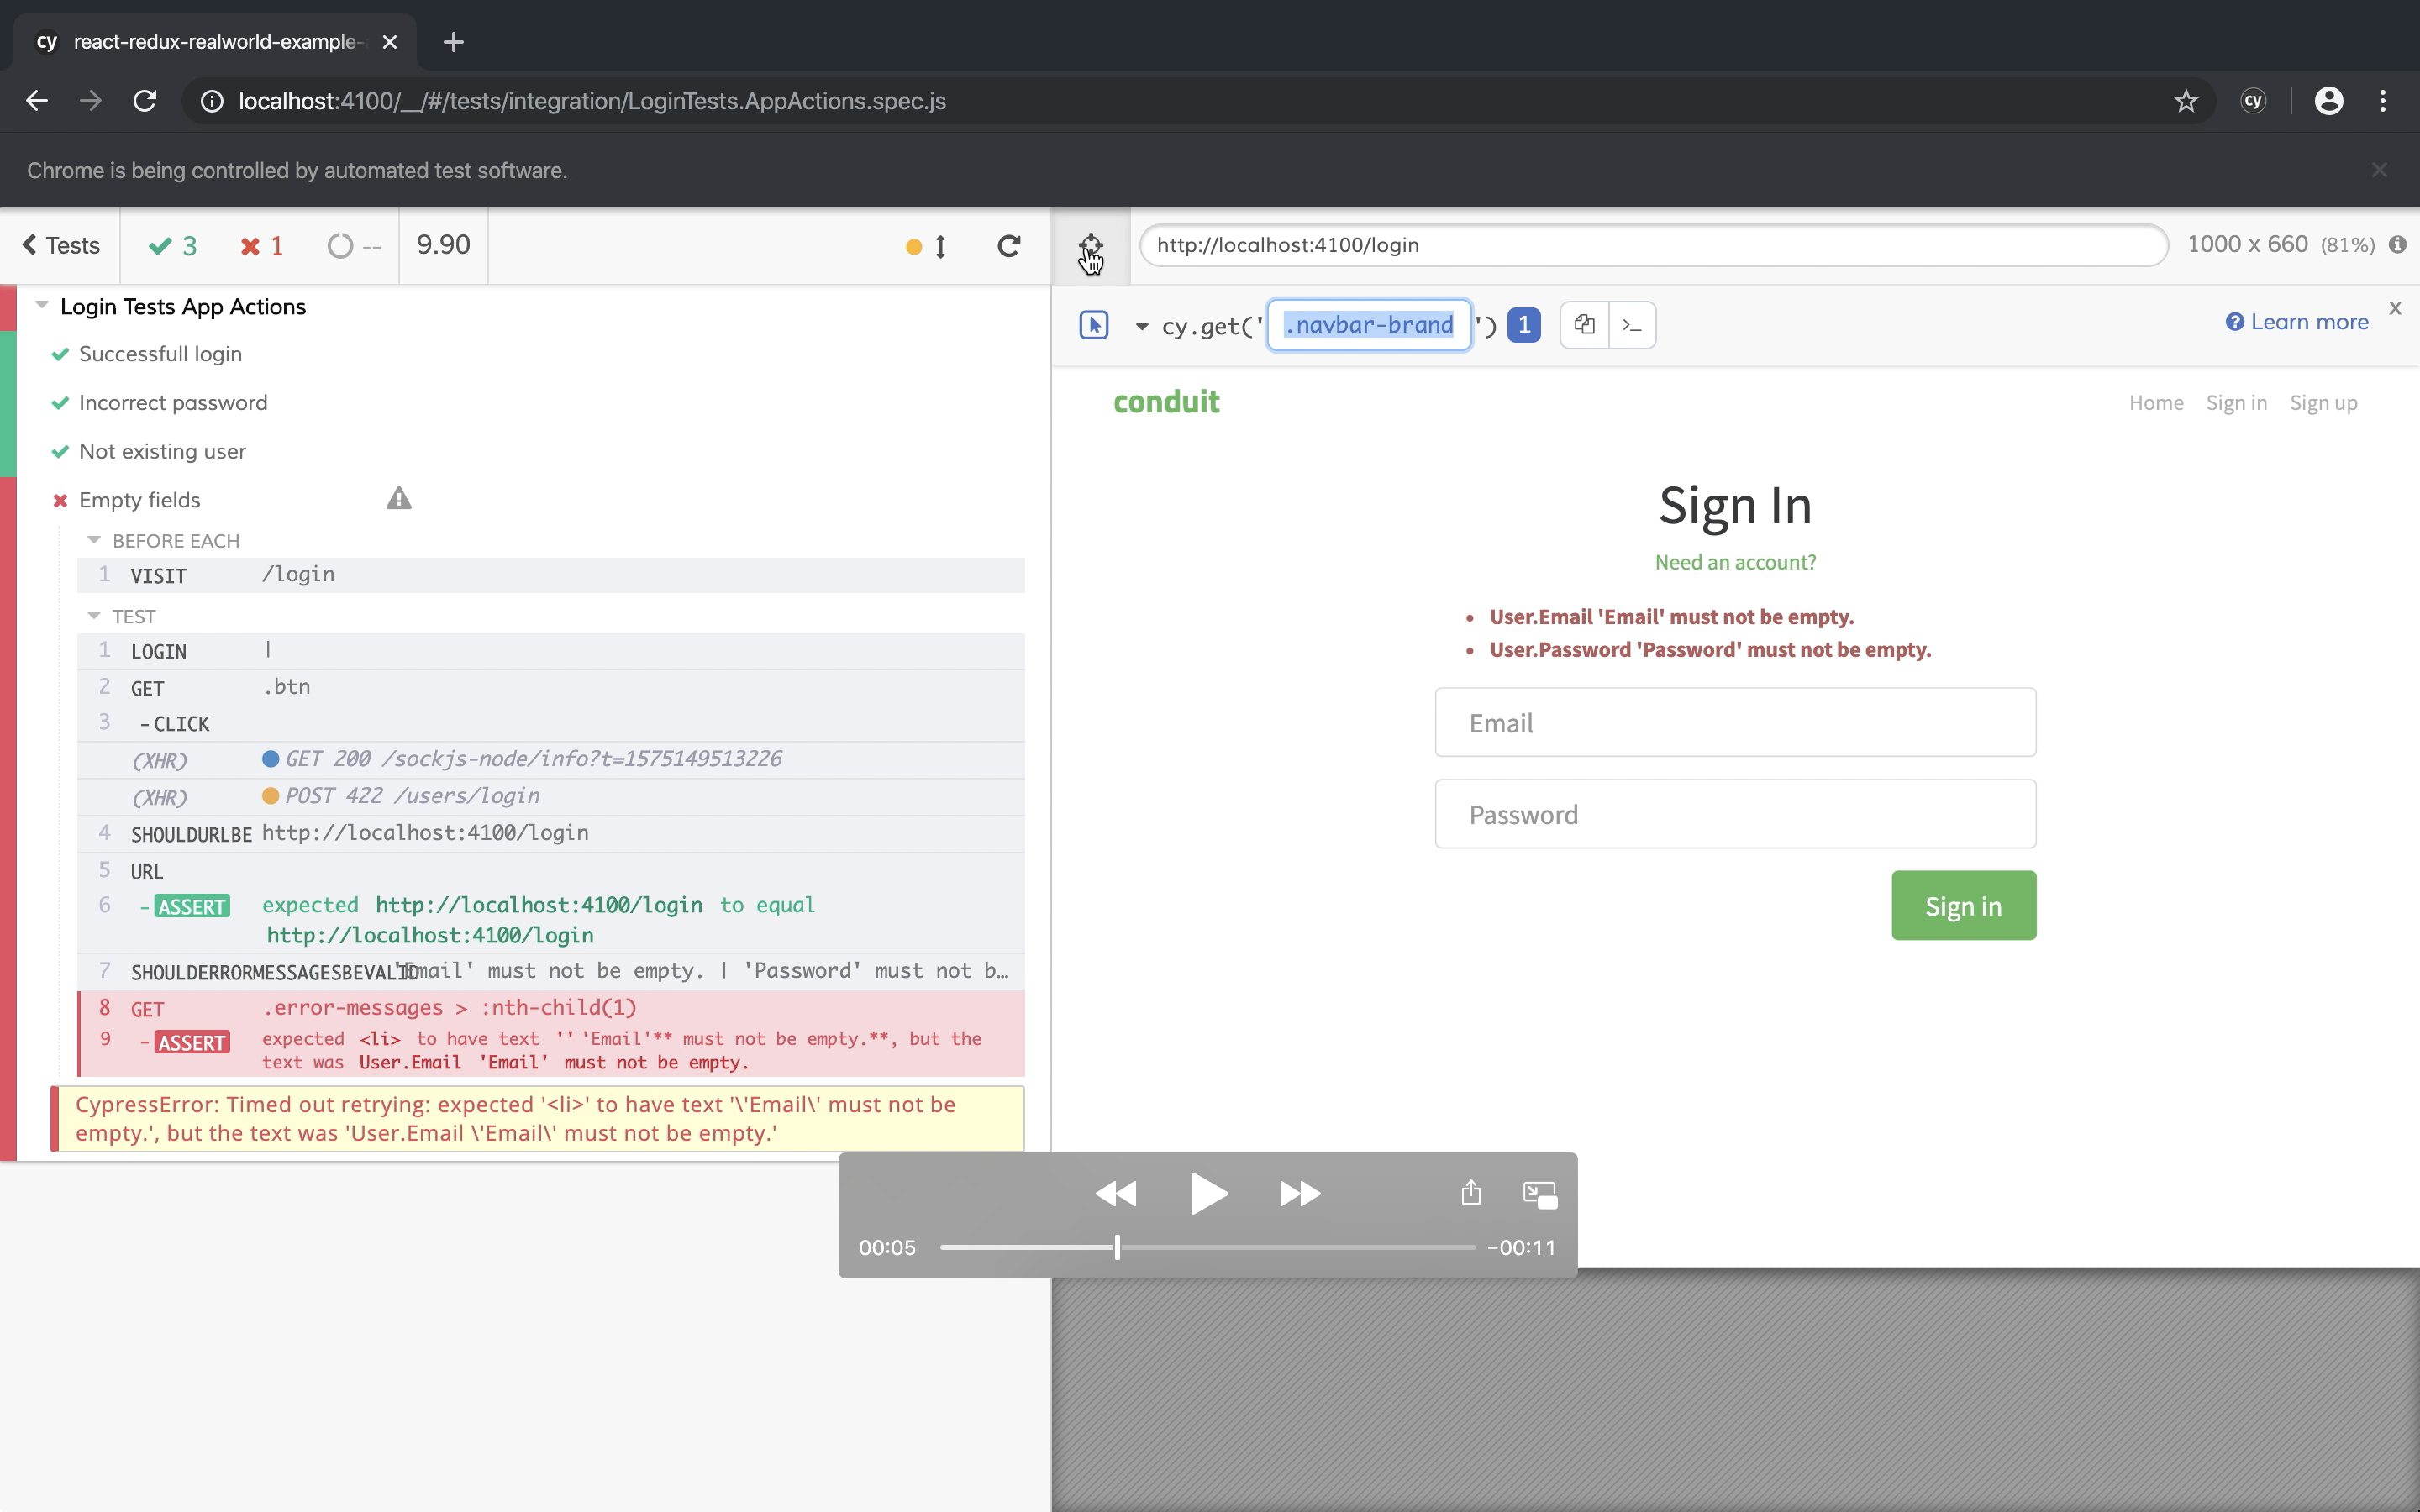 cy react-redux-realworld-example-
localhost:4100/__/#/tests/integration/LoginTests.AppActions.spec.js
cy
Chrome is being controlled by automated test software.
Tests
3
1
--
9.90
http://localhost:4100/login
1000 x 660 (81%)
cy.get('.navbar-brand') 1
>_
Learn more
x
Login Tests App Actions
Successfull login
Incorrect password
Not existing user
Empty fields
BEFORE EACH
1 VISIT /login
TEST
1 LOGIN |
2 GET .btn
3 -CLICK
(XHR) GET 200 /sockjs-node/info?t=1575149513226
(XHR) POST 422 /users/login
4 SHOULDURLBE http://localhost:4100/login
5 URL
6 -ASSERT expected http://localhost:4100/login to equal
http://localhost:4100/login
7 SHOULDERRORMESSAGESBEVALID 'Email' must not be empty. | 'Password' must not b…
8 GET .error-messages > :nth-child(1)
9 -ASSERT expected <li> to have text '' 'Email'** must not be empty.**, but the
text was User.Email 'Email' must not be empty.
CypressError: Timed out retrying: expected '<li>' to have text '\'Email\' must not be
empty.', but the text was 'User.Email \'Email\' must not be empty.'
conduit
Home Sign in Sign up
Sign In
Need an account?
• User.Email 'Email' must not be empty.
• User.Password 'Password' must not be empty.
Email
Password
Sign in
00:05
-00:11